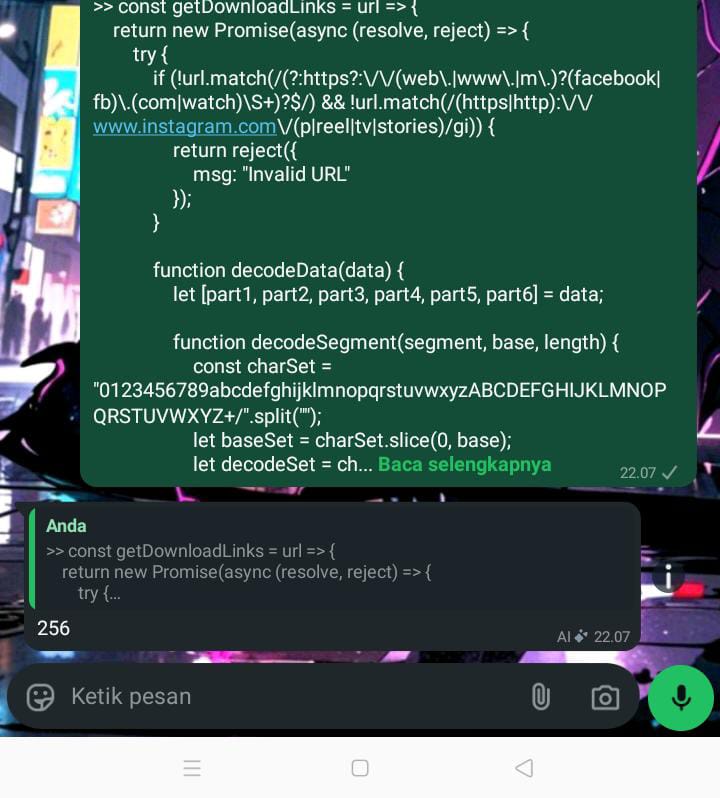 >> const getDownloadLinks = url => {
return new Promise(async (resolve, reject) => {
try {
if (!url.match(/(?:https?:\/\/(web\.|www\.|m\.)?(facebook|
fb)\.(com|watch)\S+)?$/) && !url.match(/(https|http):\/\/
www.instagram.com\/(p|reel|tv|stories)/gi)) {
return reject({
msg: "Invalid URL"
});
}
function decodeData(data) {
let [part1, part2, part3, part4, part5, part6] = data;
function decodeSegment(segment, base, length) {
const charSet =
"0123456789abcdefghijklmnopqrstuvwxyzABCDEFGHIJKLMNOP
QRSTUVWXYZ+/".split("");
let baseSet = charSet.slice(0, base);
let decodeSet = ch... Baca selengkapnya
22.07
Anda
>> const getDownloadLinks = url => {
return new Promise(async (resolve, reject) => {
try {...
256
AI 22.07
Ketik pesan